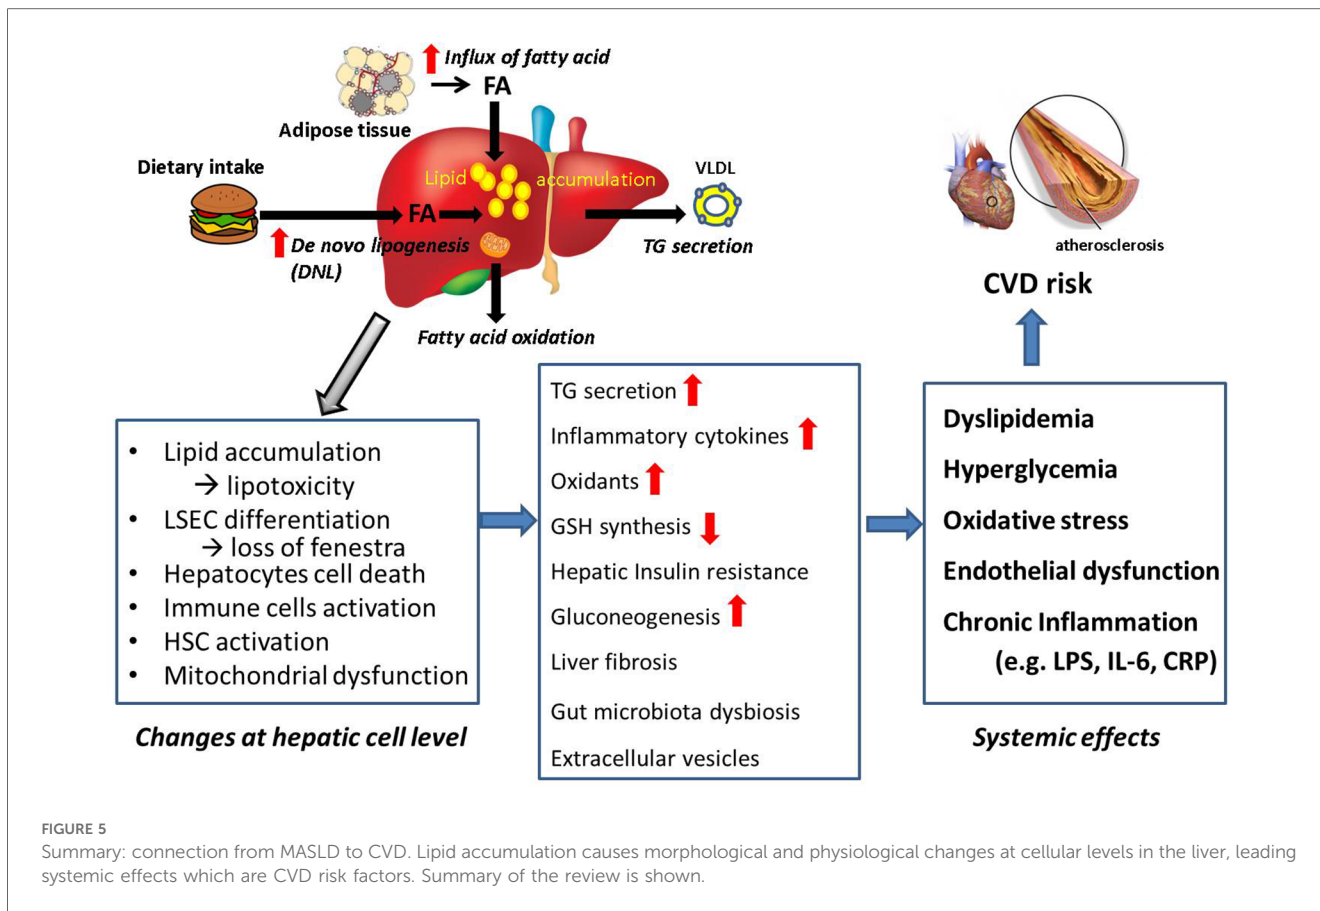 Influx of fatty acid
FA
Adipose tissue
Dietary intake
Lipid accumulation
VLDL
FA
De novo lipogenesis
(DNL)
TG secretion
Fatty acid oxidation
atherosclerosis
CVD risk
• Lipid accumulation
→ lipotoxicity
• LSEC differentiation
→ loss of fenestra
• Hepatocytes cell death
• Immune cells activation
• HSC activation
• Mitochondrial dysfunction
Changes at hepatic cell level
TG secretion
Inflammatory cytokines
Oxidants
GSH synthesis
Hepatic Insulin resistance
Gluconeogenesis
Liver fibrosis
Gut microbiota dysbiosis
Extracellular vesicles
Dyslipidemia
Hyperglycemia
Oxidative stress
Endothelial dysfunction
Chronic Inflammation
(e.g. LPS, IL-6, CRP)
Systemic effects
FIGURE 5
Summary: connection from MASLD to CVD. Lipid accumulation causes morphological and physiological changes at cellular levels in the liver, leading
systemic effects which are CVD risk factors. Summary of the review is shown.